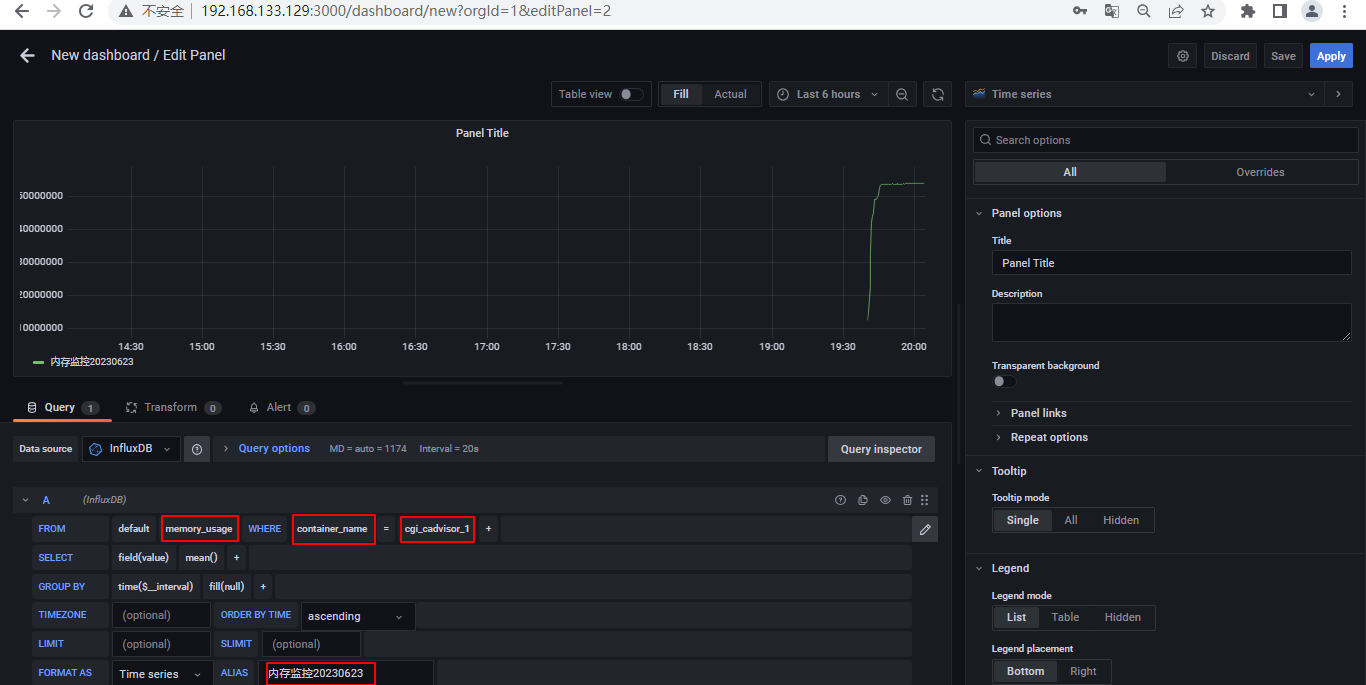 不安全 192.168.133.129:3000/dashboard/new?orgId=1&editPanel=2
New dashboard / Edit Panel
Discard Save Apply
Table view Fill Actual Last 6 hours Time series
Panel Title
50000000
40000000
30000000
20000000
10000000
14:30 15:00 15:30 16:00 16:30 17:00 17:30 18:00 18:30 19:00 19:30 20:00
内存监控20230623
Query 1 Transform 0 Alert 0
Data source InfluxDB Query options MD = auto = 1174 Interval = 20s Query inspector
A (InfluxDB)
FROM default memory_usage WHERE container_name = cgi_cadvisor_1 +
SELECT field(value) mean() +
GROUP BY time($__interval) fill(null) +
TIMEZONE (optional) ORDER BY TIME ascending
LIMIT (optional) SLIMIT (optional)
FORMAT AS Time series ALIAS 内存监控20230623
Search options
All Overrides
Panel options
Title
Panel Title
Description
Transparent background
Panel links
Repeat options
Tooltip
Tooltip mode
Single All Hidden
Legend
Legend mode
List Table Hidden
Legend placement
Bottom Right